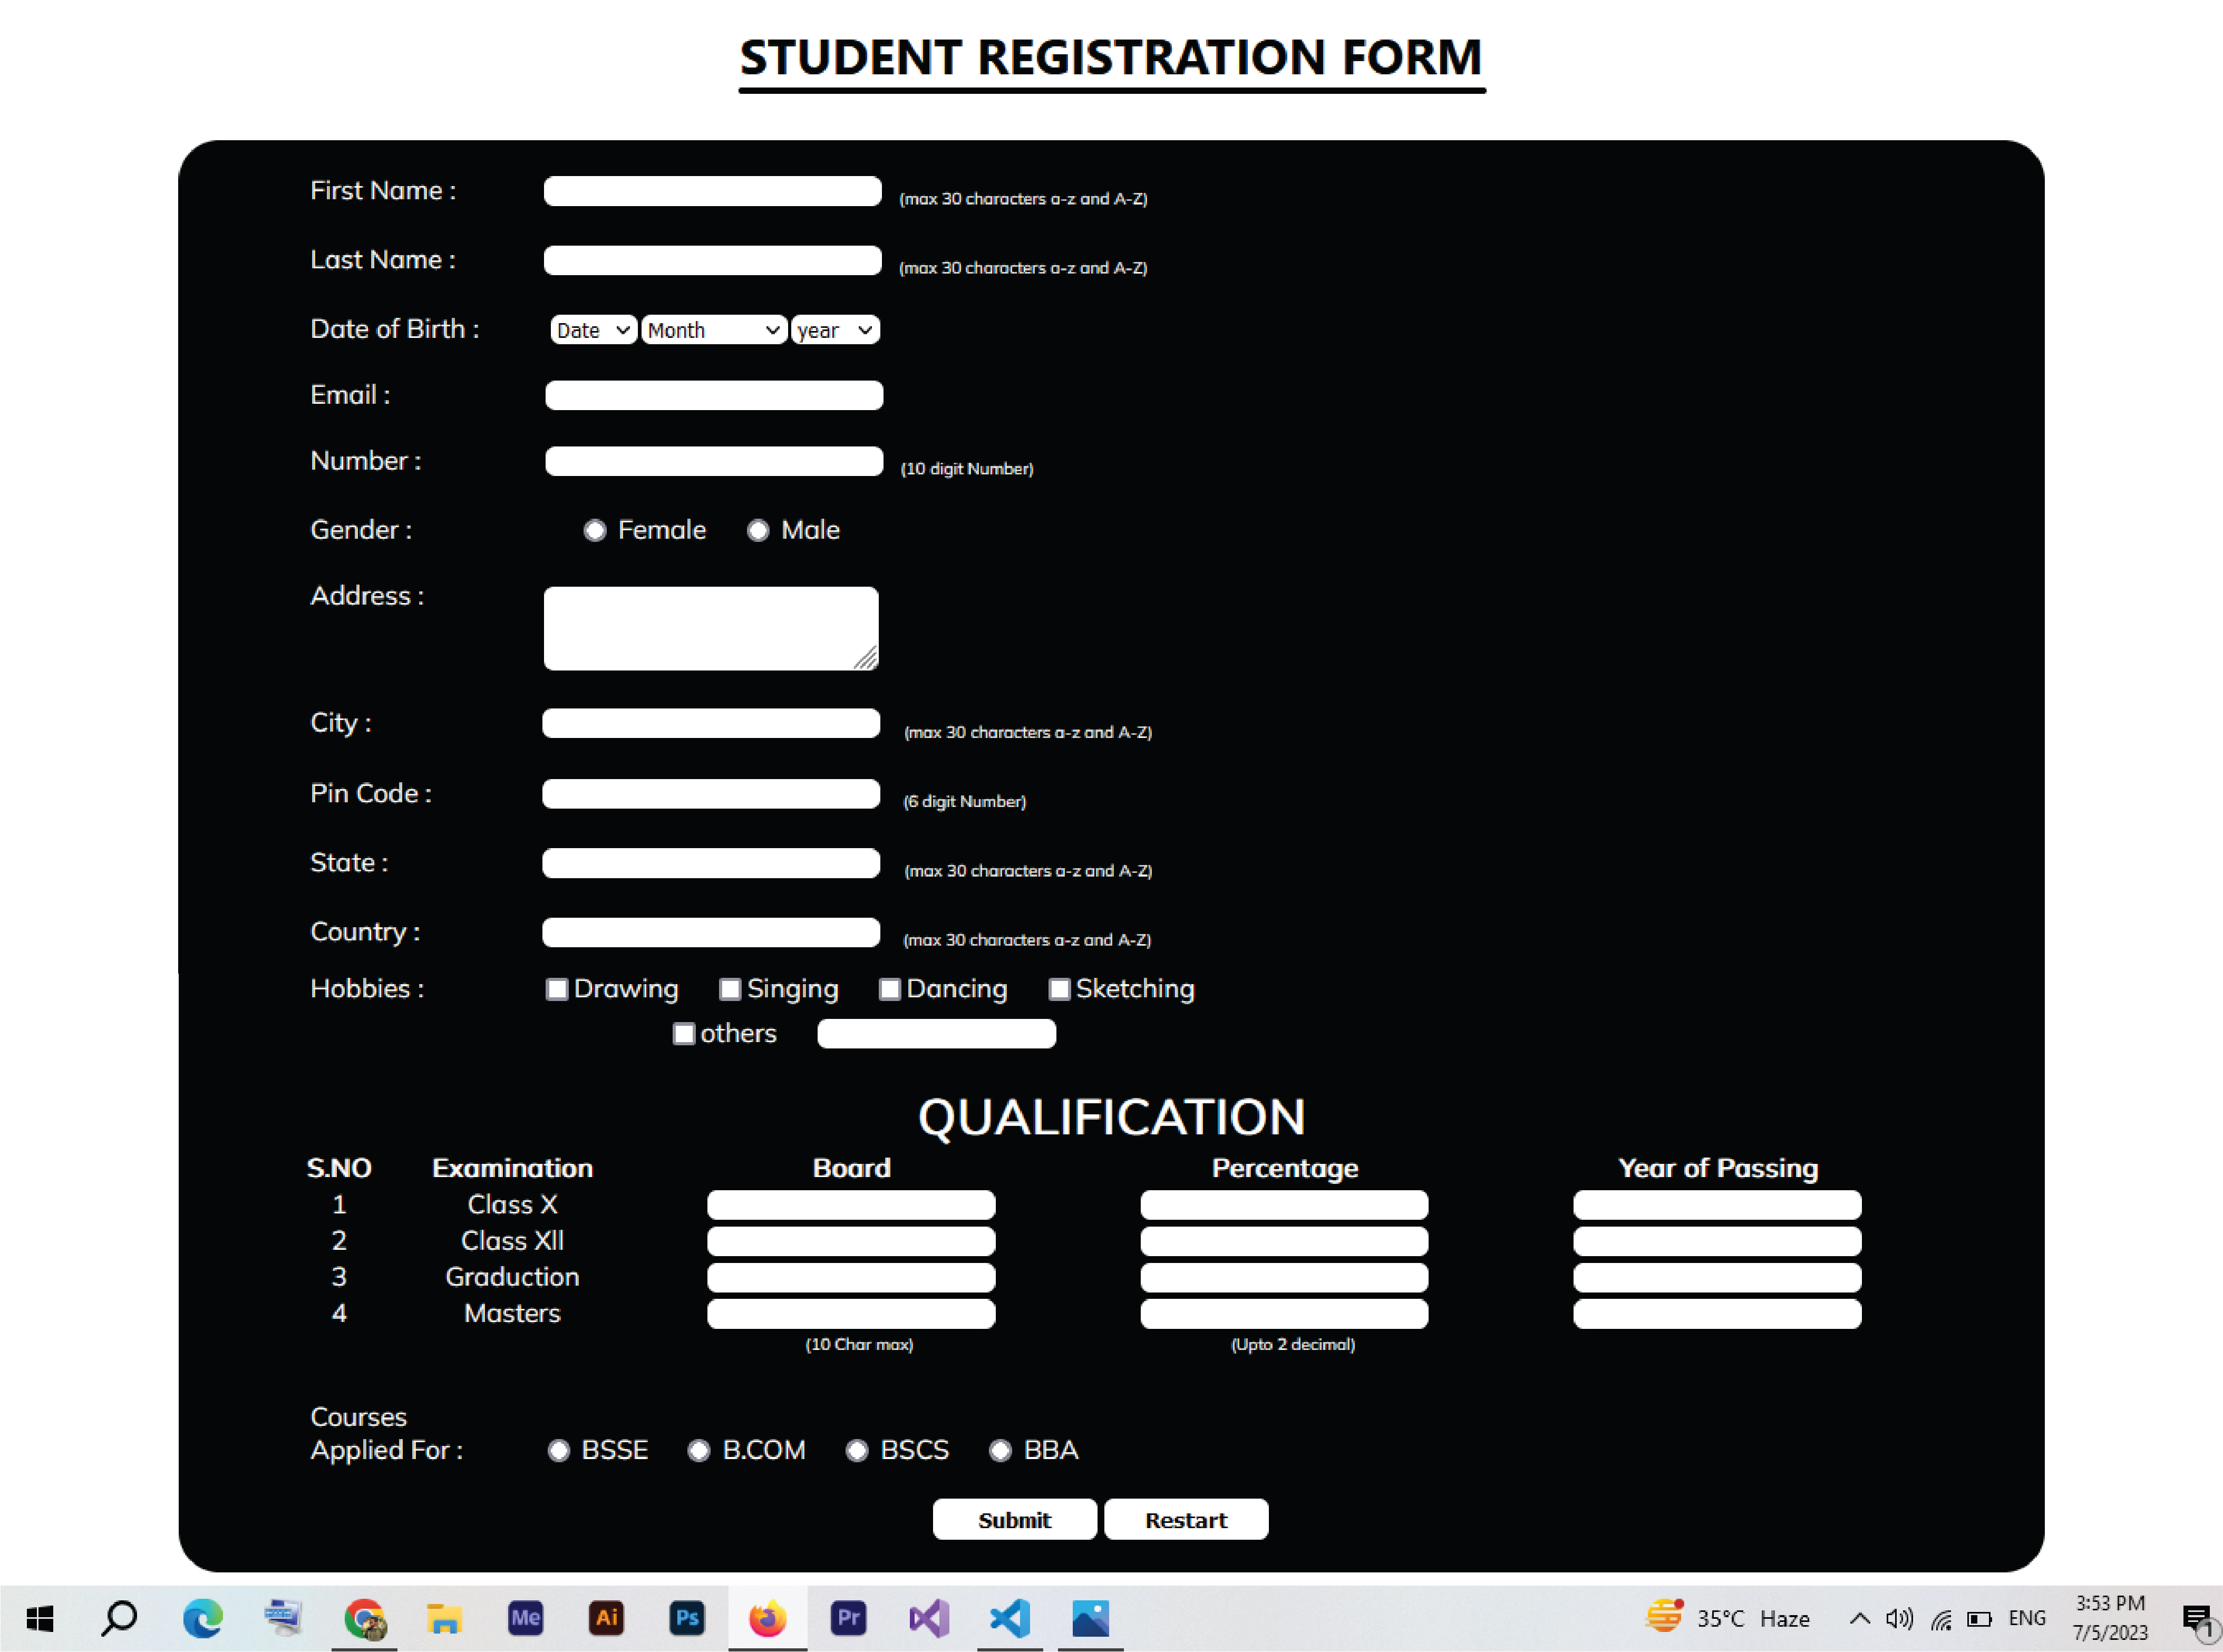 STUDENT REGISTRATION FORM
First Name : (max 30 characters a-z and A-Z)
Last Name : (max 30 characters a-z and A-Z)
Date of Birth : Date Month year
Email :
Number : (10 digit Number)
Gender : Female Male
Address :
City : (max 30 characters a-z and A-Z)
Pin Code : (6 digit Number)
State : (max 30 characters a-z and A-Z)
Country : (max 30 characters a-z and A-Z)
Hobbies : Drawing Singing Dancing Sketching
others
QUALIFICATION
S.NO Examination Board Percentage Year of Passing
1 Class X
2 Class Xll
3 Graduction
4 Masters
(10 Char max) (Upto 2 decimal)
Courses
Applied For : BSSE B.COM BSCS BBA
Submit Restart
Me Ai Ps Pr 35°C Haze ENG 3:53 PM
7/5/2023 1